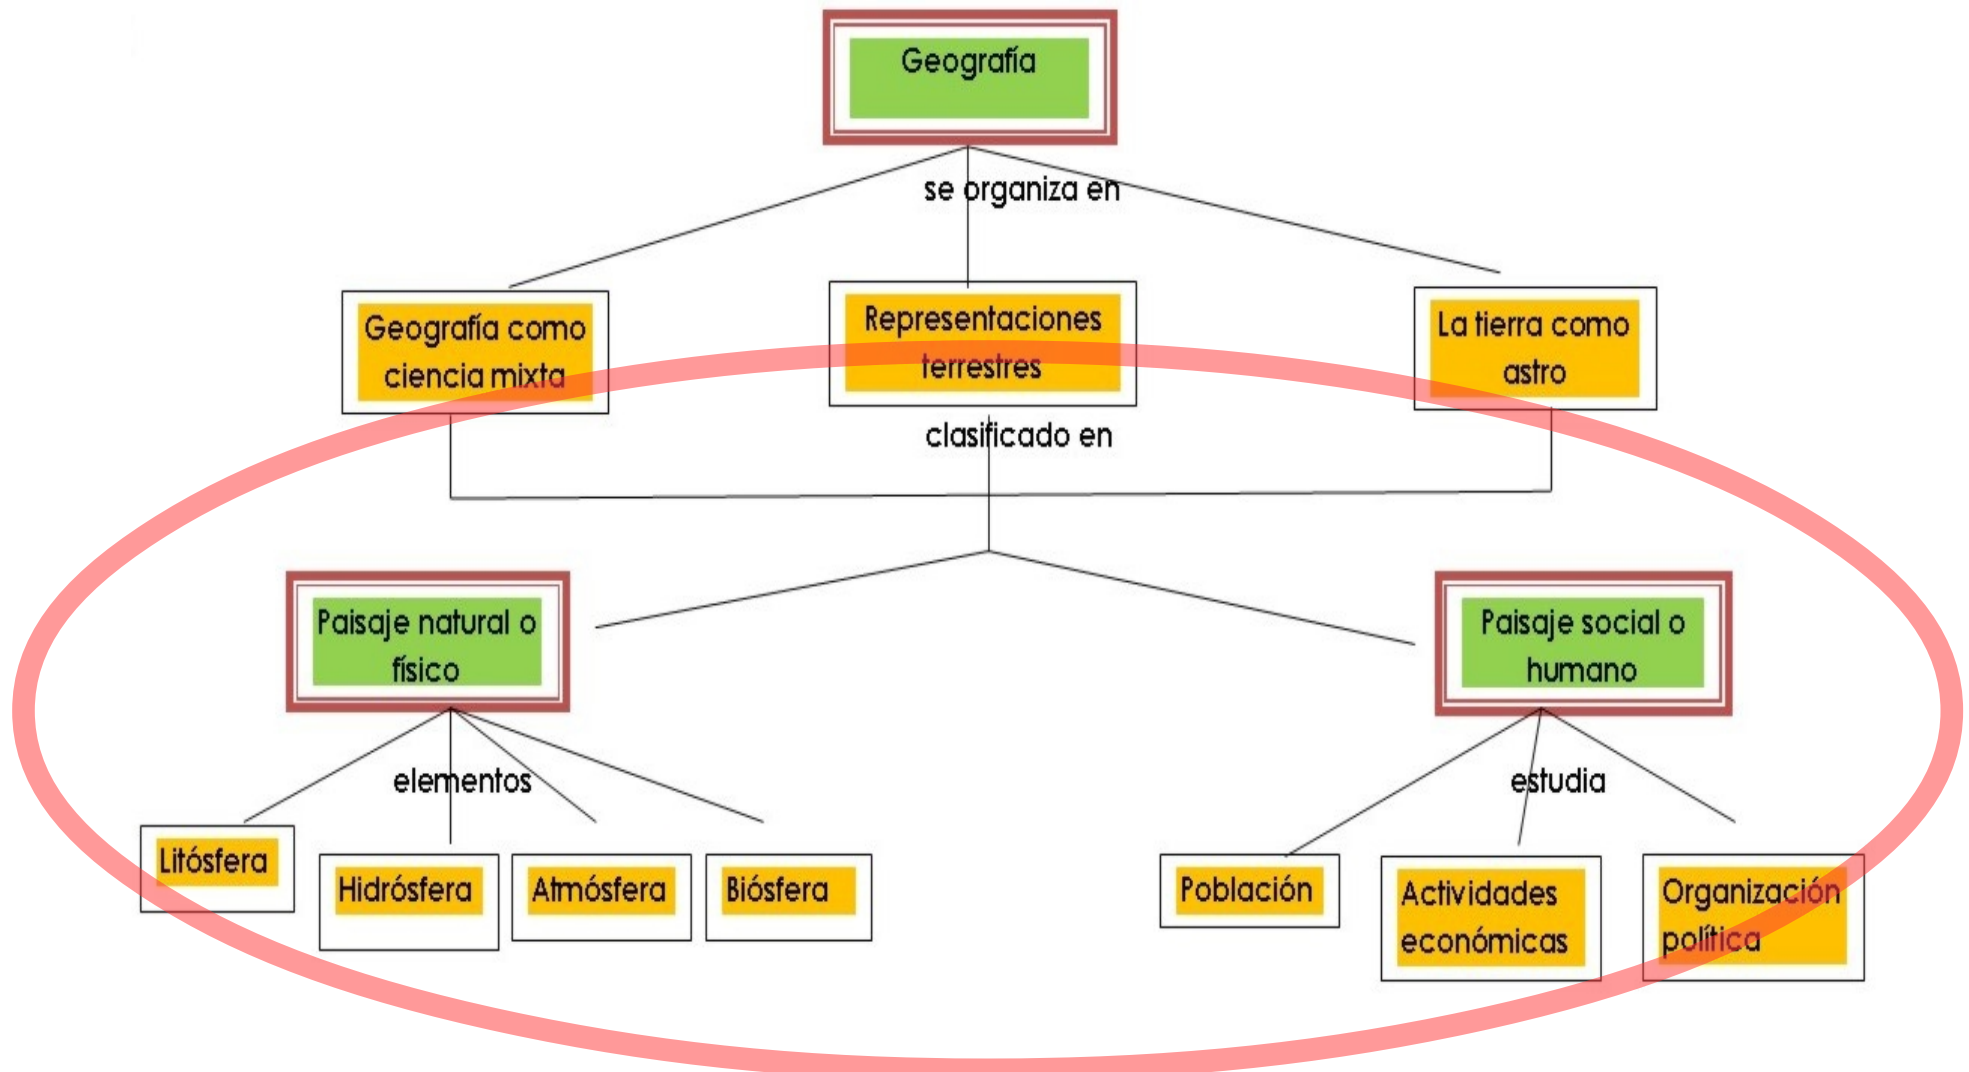 Geografía
se organiza en
Geografía como
ciencia mixta
Representaciones
terrestres
La tierra como
astro
clasificado en
Paisaje natural o
físico
Paisaje social o
humano
elementos
estudia
Litósfera
Hidrósfera
Atmósfera
Biósfera
Población
Actividades
económicas
Organización
política